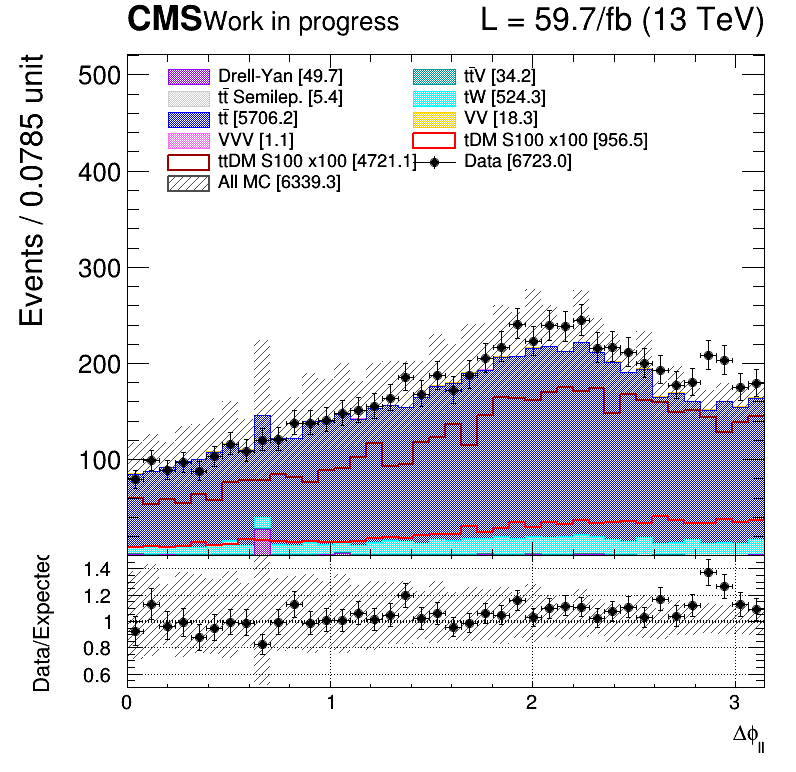 CMS Work in progress L = 59.7/fb (13 TeV)
Events / 0.0785 unit
500
400
300
200
100
Drell-Yan [49.7]
tt̄ Semilep. [5.4]
tt̄ [5706.2]
VVV [1.1]
ttDM S100 x100 [4721.1]
All MC [6339.3]
tt̄V [34.2]
tW [524.3]
VV [18.3]
tDM S100 x100 [956.5]
Data [6723.0]
Data/Expected
1.4
1.2
1
0.8
0.6
0 1 2 3
Δϕ_ll